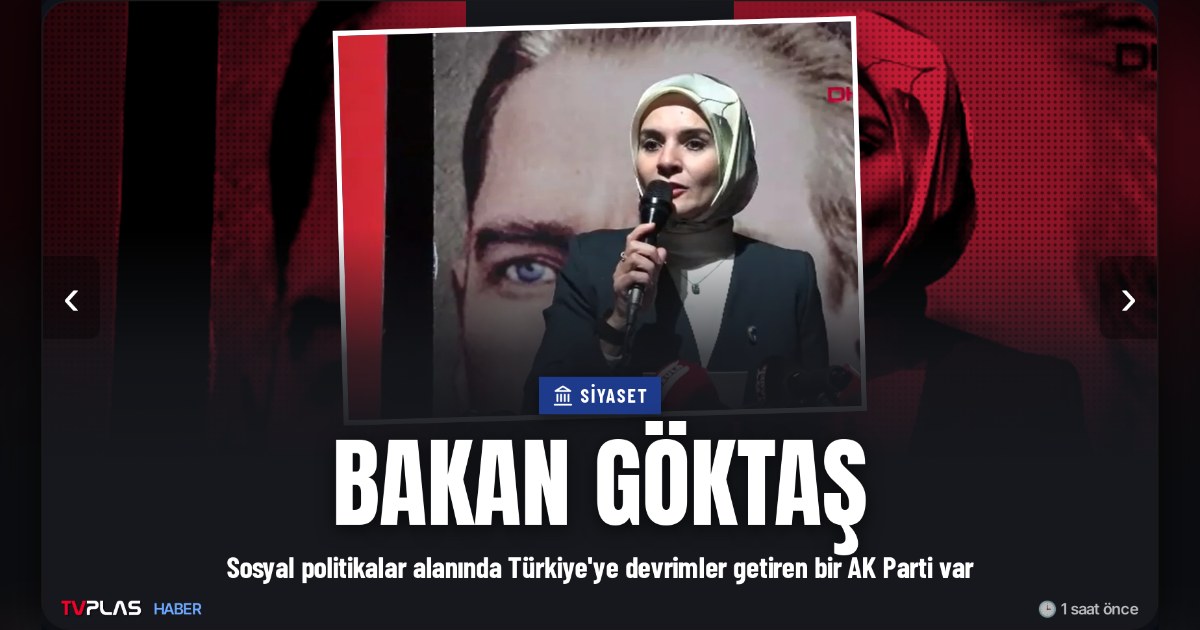 DH
SİYASET
BAKAN GÖKTAŞ
Sosyal politikalar alanında Türkiye'ye devrimler getiren bir AK Parti var
TVPLAS HABER
1 saat önce